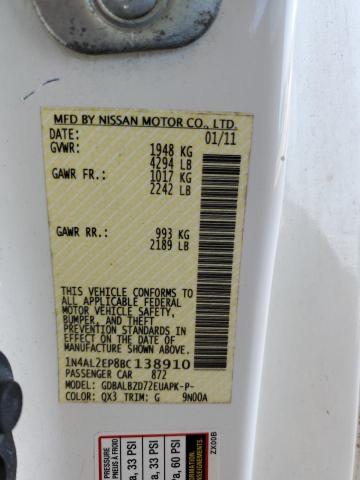 MFD BY NISSAN MOTOR CO., LTD.
DATE: 01/11
GVWR: 1948 KG
4294 LB
GAWR FR.: 1017 KG
2242 LB
GAWR RR.: 993 KG
2189 LB
THIS VEHICLE CONFORMS TO
ALL APPLICABLE FEDERAL
MOTOR VEHICLE SAFETY,
BUMPER, AND THEFT
PREVENTION STANDARDS IN
EFFECT ON THE DATE OF
MANUFACTURE SHOWN ABOVE.
1N4AL2EP8BC138910
PASSENGER CAR 872
MODEL: GDBALBZD72EUAPK-P-
COLOR: QX3 TRIM: G 9N00A
ZX00B
PRESSION
PNEUS À FROID
a, 33 PSI
a, 33 PSI
a, 60 PSI